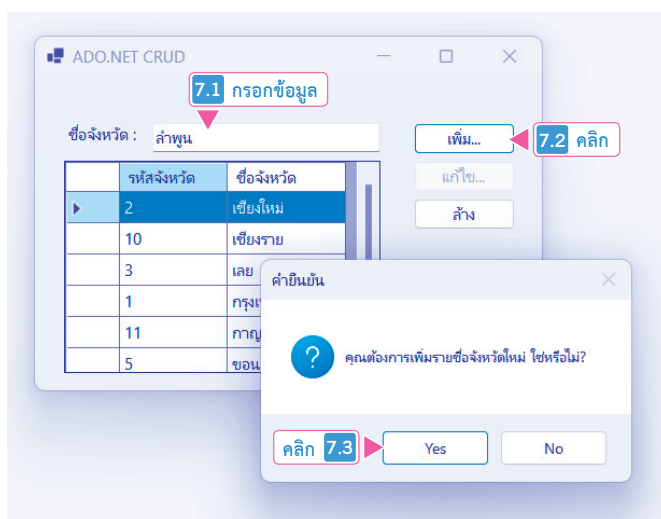 ADO.NET CRUD
7.1 กรอกข้อมูล
ชื่อจังหวัด : ลำพูน
เพิ่ม...
7.2 คลิก
รหัสจังหวัด ชื่อจังหวัด
แก้ไข...
2 เชียงใหม่
ล้าง
10 เชียงราย
3 เลย
คำยืนยัน
1
11
5 ขอน
คุณต้องการเพิ่มรายชื่อจังหวัดใหม่ ใช่หรือไม่?
คลิก 7.3
Yes No